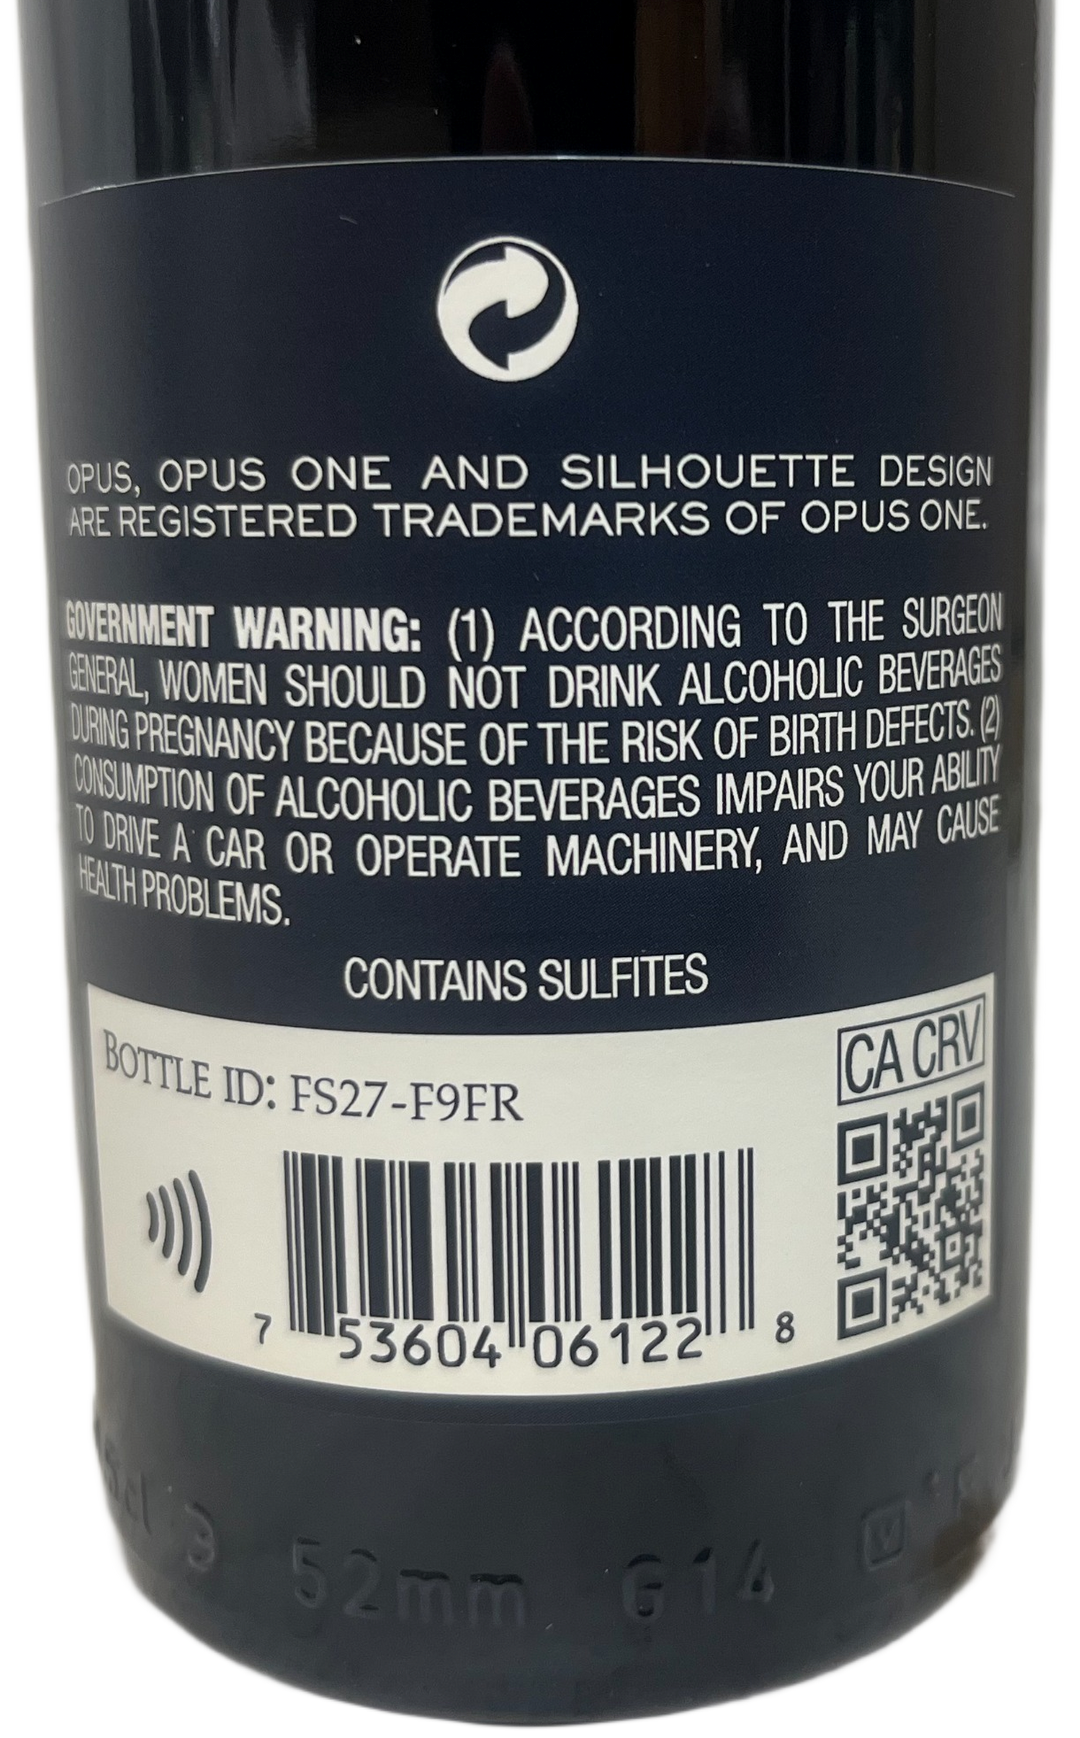 OPUS, OPUS ONE AND SILHOUETTE DESIGN
ARE REGISTERED TRADEMARKS OF OPUS ONE.
GOVERNMENT WARNING: (1) ACCORDING TO THE SURGEON
GENERAL, WOMEN SHOULD NOT DRINK ALCOHOLIC BEVERAGES
DURING PREGNANCY BECAUSE OF THE RISK OF BIRTH DEFECTS. (2)
CONSUMPTION OF ALCOHOLIC BEVERAGES IMPAIRS YOUR ABILITY
TO DRIVE A CAR OR OPERATE MACHINERY, AND MAY CAUSE
HEALTH PROBLEMS.
CONTAINS SULFITES
BOTTLE ID: FS27-F9FR
CA CRV
7 53604 06122 8
3 52mm G14 V